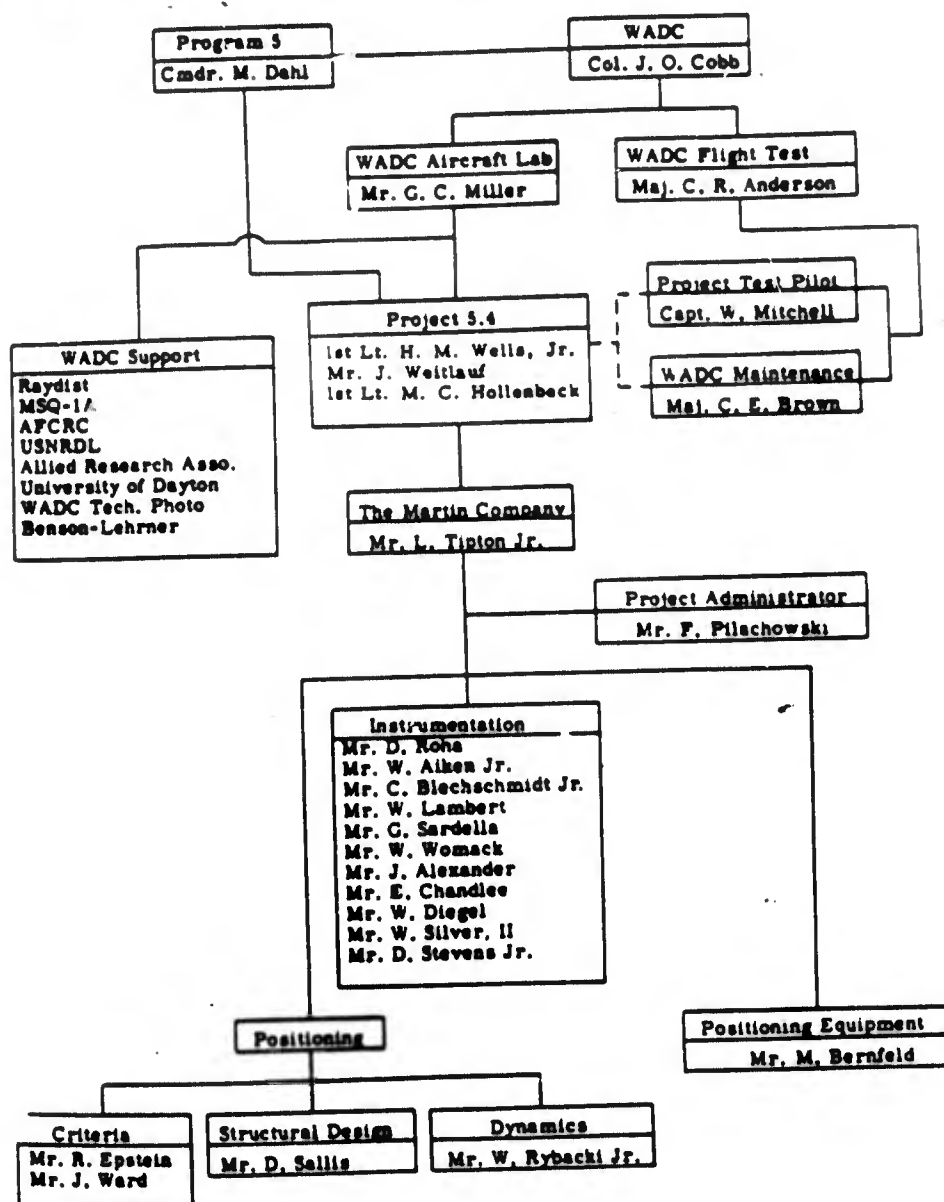 Program 5
Cmdr. M. Dahl
WADC
Col. J. O. Cobb
WADC Aircraft Lab
Mr. G. C. Miller
WADC Flight Test
Maj. C. R. Anderson
Project Test Pilot
Capt. W. Mitchell
WADC Maintenance
Maj. C. E. Brown
Project 5.4
1st Lt. H. M. Wells, Jr.
Mr. J. Weitlauf
1st Lt. M. C. Hollenbeck
WADC Support
Raydist
MSQ-1A
AFCRC
USNRDL
Allied Research Asso.
University of Dayton
WADC Tech. Photo
Benson-Lehrner
The Martin Company
Mr. L. Tipton Jr.
Project Administrator
Mr. F. Pilachowski
Instrumentation
Mr. D. Roha
Mr. W. Aiken Jr.
Mr. C. Blechschmidt Jr.
Mr. W. Lambert
Mr. G. Sardella
Mr. W. Womack
Mr. J. Alexander
Mr. E. Chandlee
Mr. W. Diegel
Mr. W. Silver, II
Mr. D. Stevens Jr.
Positioning
Positioning Equipment
Mr. M. Bernfeld
Criteria
Mr. R. Epstein
Mr. J. Ward
Structural Design
Mr. D. Sallis
Dynamics
Mr. W. Rybacki Jr.